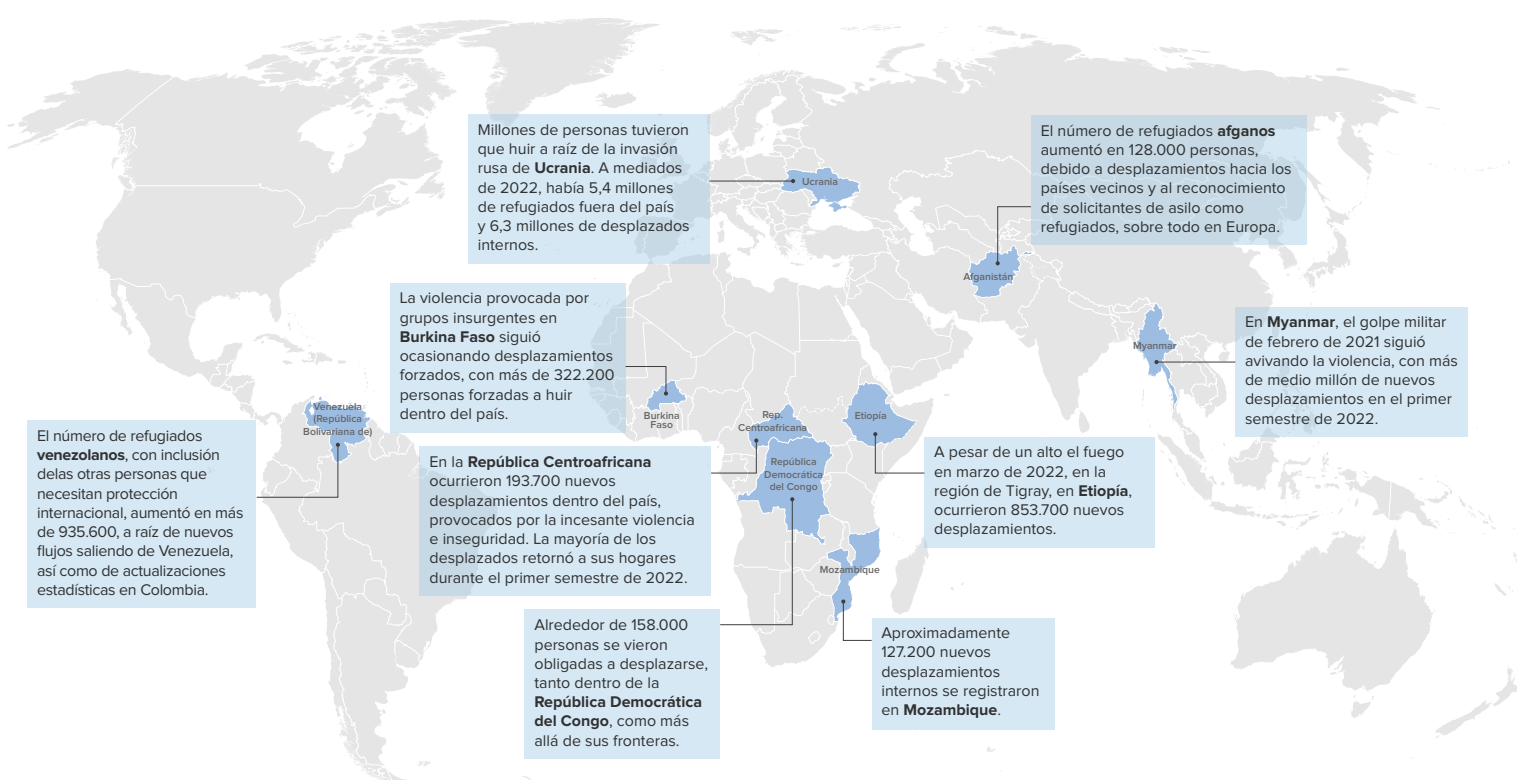 Millones de personas tuvieron
que huir a raíz de la invasión
rusa de Ucrania. A mediados
de 2022, había 5,4 millones
de refugiados fuera del país
y 6,3 millones de desplazados
internos.
Ucrania
El número de refugiados afganos
aumentó en 128.000 personas,
debido a desplazamientos hacia los
países vecinos y al reconocimiento
de solicitantes de asilo como
refugiados, sobre todo en Europa.
Afganistán
La violencia provocada por
grupos insurgentes en
Burkina Faso siguió
ocasionando desplazamientos
forzados, con más de 322.200
personas forzadas a huir
dentro del país.
Burkina
Faso
En Myanmar, el golpe militar
de febrero de 2021 siguió
avivando la violencia, con más
de medio millón de nuevos
desplazamientos en el primer
semestre de 2022.
Myanmar
Venezuela
(República
Bolivariana de)
El número de refugiados
venezolanos, con inclusión
delas otras personas que
necesitan protección
internacional, aumentó en más
de 935.600, a raíz de nuevos
flujos saliendo de Venezuela,
así como de actualizaciones
estadísticas en Colombia.
En la República Centroafricana
ocurrieron 193.700 nuevos
desplazamientos dentro del país,
provocados por la incesante violencia
e inseguridad. La mayoría de los
desplazados retornó a sus hogares
durante el primer semestre de 2022.
Rep.
Centroafricana
Etiopía
A pesar de un alto el fuego
en marzo de 2022, en la
región de Tigray, en Etiopía,
ocurrieron 853.700 nuevos
desplazamientos.
República
Democrática
del Congo
Alrededor de 158.000
personas se vieron
obligadas a desplazarse,
tanto dentro de la
República Democrática
del Congo, como más
allá de sus fronteras.
Mozambique
Aproximadamente
127.200 nuevos
desplazamientos
internos se registraron
en Mozambique.